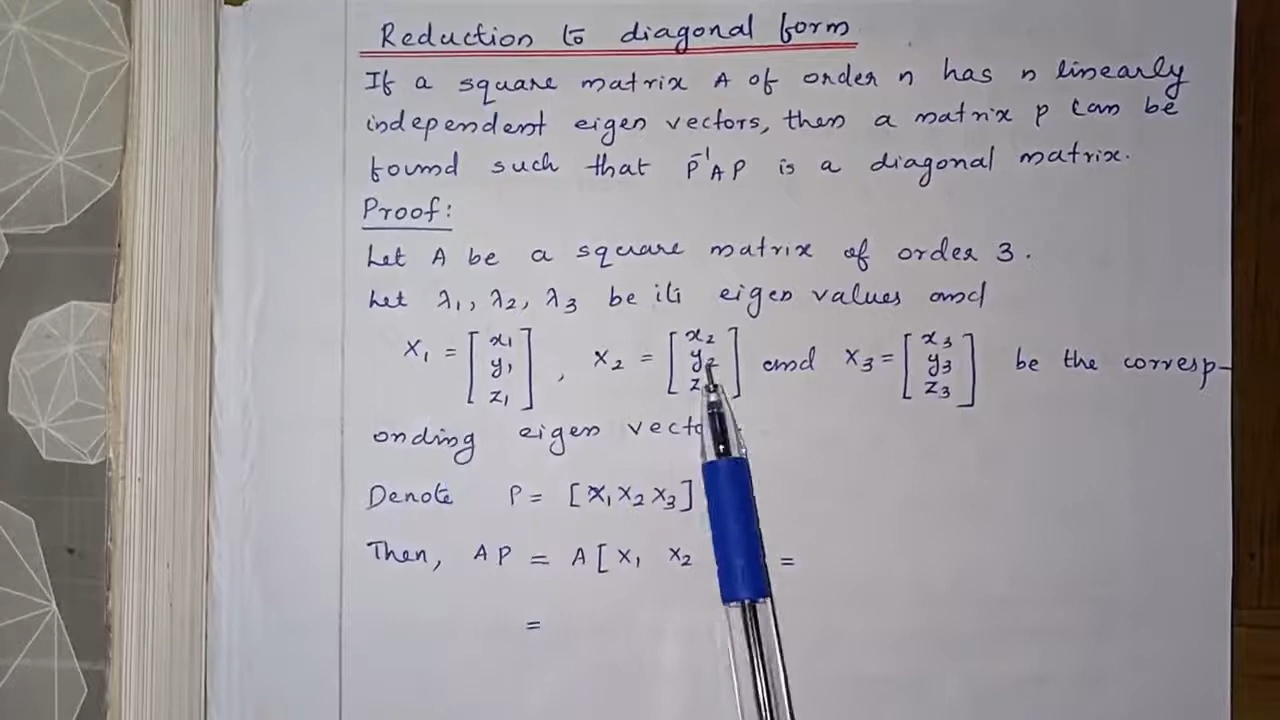 Reduction to diagonal form
If a square matrix A of order n has n linearly
independent eigen vectors, then a matrix P can be
found such that P⁻¹AP is a diagonal matrix.
Proof:
Let A be a square matrix of order 3.
Let λ₁, λ₂, λ₃ be its eigen values and
X₁ = [x₁ y₁ z₁], X₂ = [x₂ y₂ z] and X₃ = [x₃ y₃ z₃] be the corresp-
onding eigen vect
Denote P = [X₁ X₂ X₃]
Then, AP = A[X₁ X₂ =
=